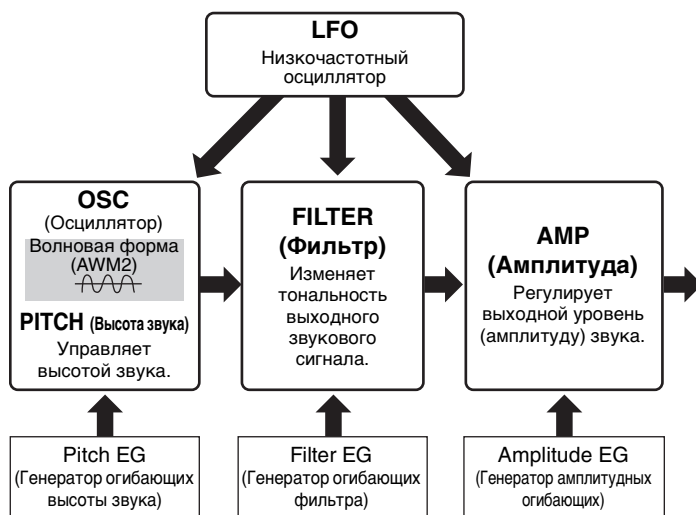 LFO
Низкочастотный
осциллятор
OSC
(Осциллятор)
Волновая форма
(AWM2)
PITCH (Высота звука)
Управляет
высотой звука.
FILTER
(Фильтр)
Изменяет
тональность
выходного
звукового
сигнала.
AMP
(Амплитуда)
Регулирует
выходной уровень
(амплитуду) звука.
Pitch EG
(Генератор огибающих
высоты звука)
Filter EG
(Генератор огибающих
фильтра)
Amplitude EG
(Генератор амплитудных
огибающих)